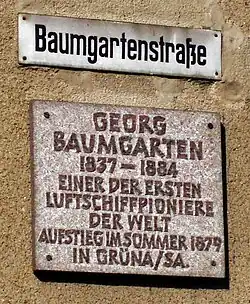 Baumgartenstraße
GEORG
BAUMGARTEN
1837 – 1884
EINER DER ERSTEN
LUFTSCHIFFPIONIERE
DER WELT
AUFSTIEG IM SOMMER 1879
IN GRÜNA/SA.